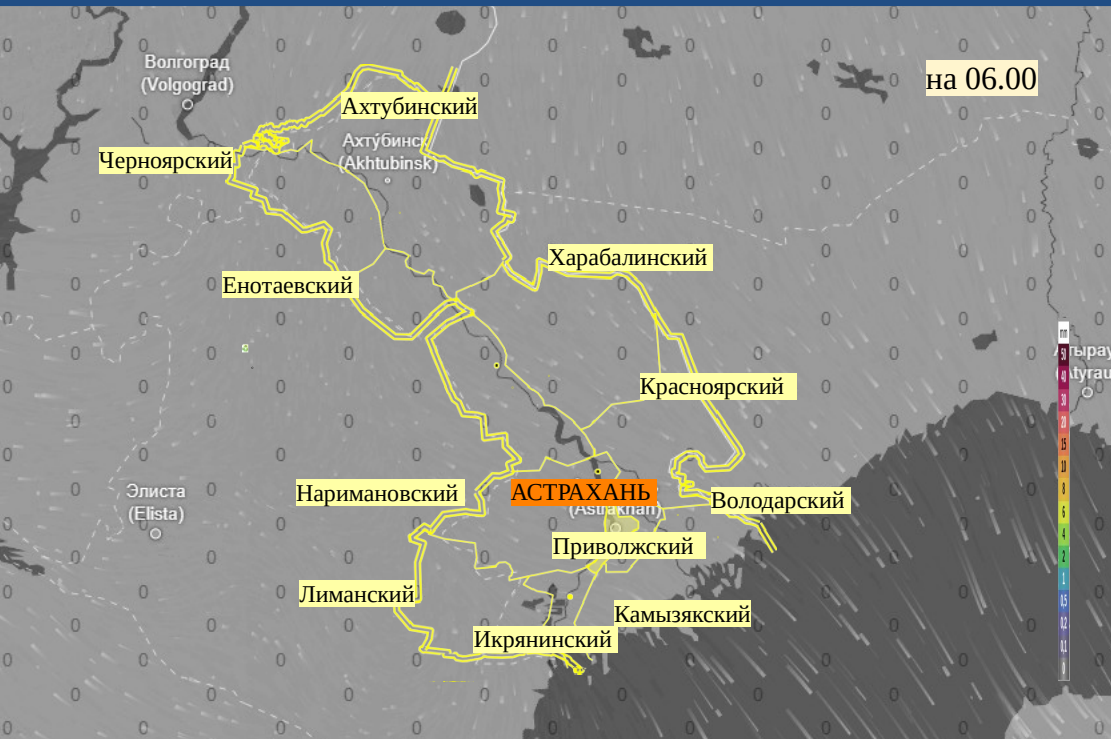 Волгоград
(Volgograd)
на 06.00
Ахтубинский
Ахтубинск
(Akhtubinsk)
Черноярский
Харабалинский
Енотаевский
mm
50
40
30
20
15
10
8
6
4
2
1
0,5
0,2
0,1
0
Атырау
(Atyrau
Красноярский
Элиста
(Elista)
Наримановский
АСТРАХАНЬ
(Astrakhan)
Володарский
Приволжский
Лиманский
Камызякский
Икрянинский